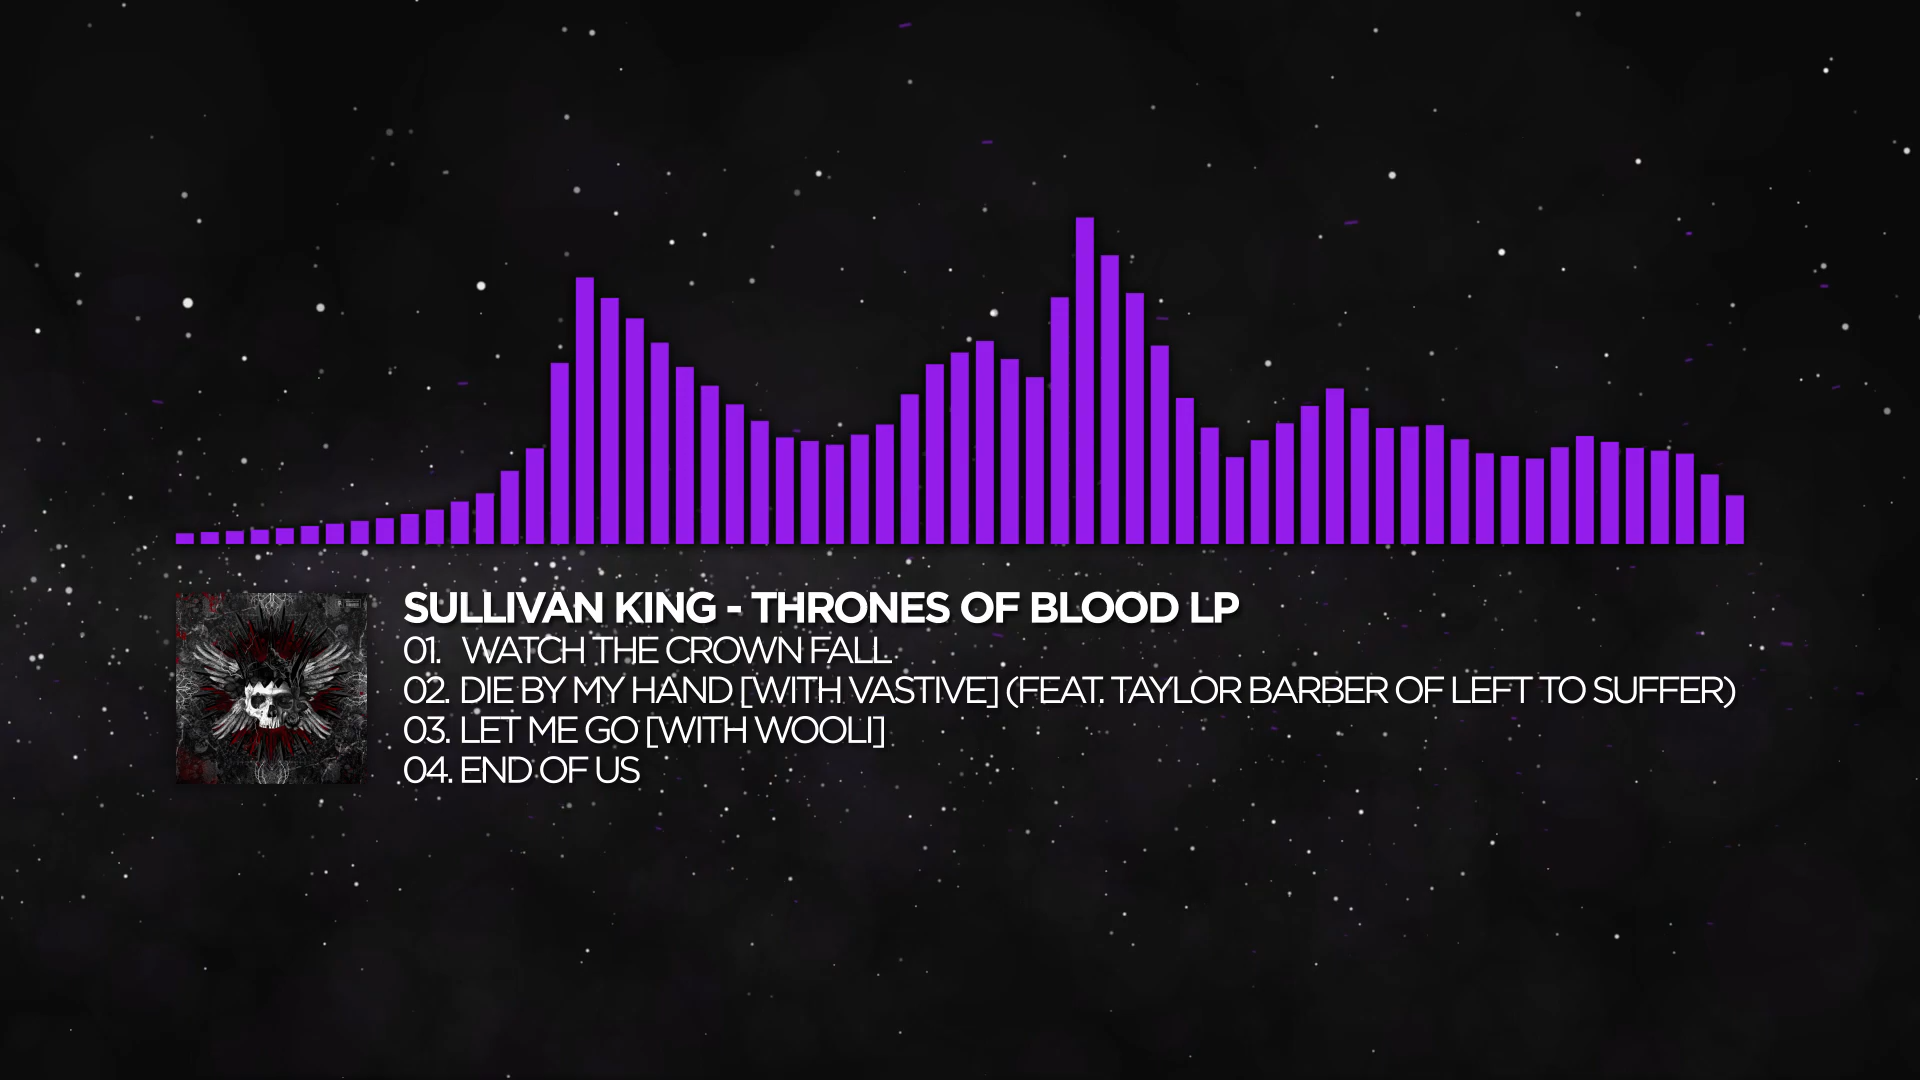 SULLIVAN KING - THRONES OF BLOOD LP
01. WATCH THE CROWN FALL
02. DIE BY MY HAND [WITH VASTIVE] (FEAT. TAYLOR BARBER OF LEFT TO SUFFER)
03. LET ME GO [WITH WOOLI]
04. END OF US